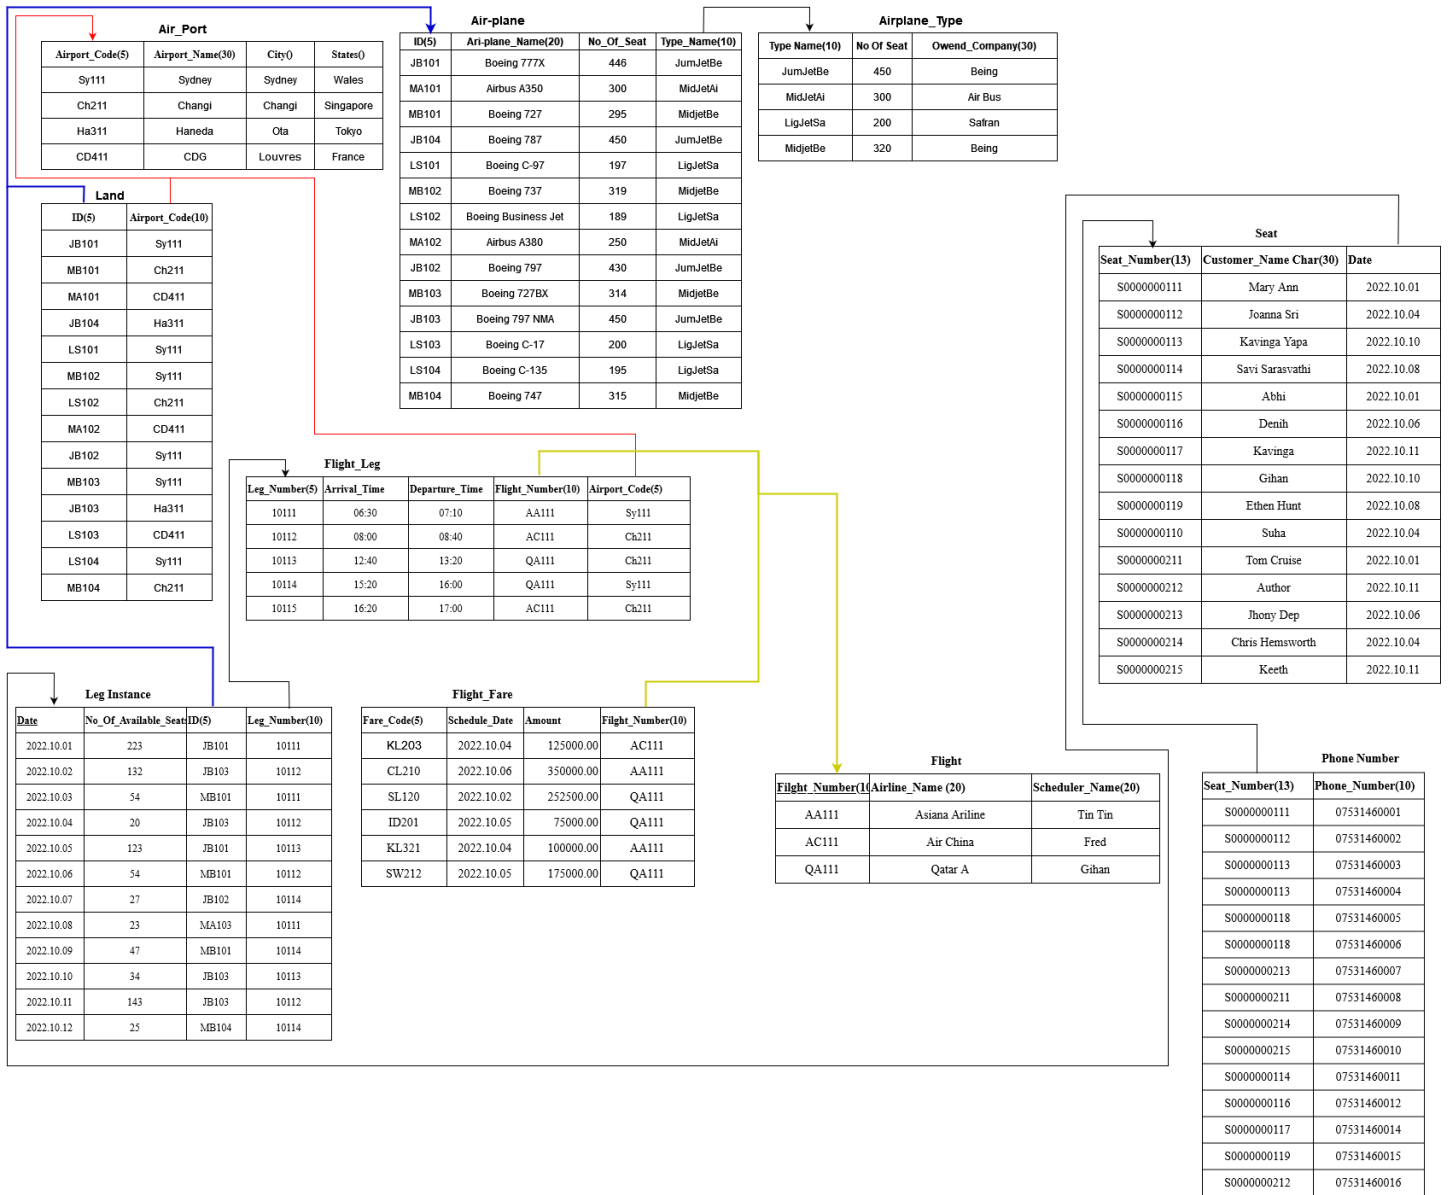 Air_Port
Airport_Code(5) Airport_Name(30) City() States()
Sy111 Sydney Sydney Wales
Ch211 Changi Changi Singapore
Ha311 Haneda Ota Tokyo
CD411 CDG Louvres France
Air-plane
ID(5) Ari-plane_Name(20) No_Of_Seat Type_Name(10)
JB101 Boeing 777X 446 JumJetBe
MA101 Airbus A350 300 MidJetAi
MB101 Boeing 727 295 MidjetBe
JB104 Boeing 787 450 JumJetBe
LS101 Boeing C-97 197 LigJetSa
MB102 Boeing 737 319 MidjetBe
LS102 Boeing Business Jet 189 LigJetSa
MA102 Airbus A380 250 MidJetAi
JB102 Boeing 797 430 JumJetBe
MB103 Boeing 727BX 314 MidjetBe
JB103 Boeing 797 NMA 450 JumJetBe
LS103 Boeing C-17 200 LigJetSa
LS104 Boeing C-135 195 LigJetSa
MB104 Boeing 747 315 MidjetBe
Airplane_Type
Type Name(10) No Of Seat Owend_Company(30)
JumJetBe 450 Being
MidJetAi 300 Air Bus
LigJetSa 200 Safran
MidjetBe 320 Being
Land
ID(5) Airport_Code(10)
JB101 Sy111
MB101 Ch211
MA101 CD411
JB104 Ha311
LS101 Sy111
MB102 Sy111
LS102 Ch211
MA102 CD411
JB102 Sy111
MB103 Sy111
JB103 Ha311
LS103 CD411
LS104 Sy111
MB104 Ch211
Seat
Seat_Number(13) Customer_Name Char(30) Date
S0000000111 Mary Ann 2022.10.01
S0000000112 Joanna Sri 2022.10.04
S0000000113 Kavinga Yapa 2022.10.10
S0000000114 Savi Sarasvathi 2022.10.08
S0000000115 Abhi 2022.10.01
S0000000116 Denih 2022.10.06
S0000000117 Kavinga 2022.10.11
S0000000118 Gihan 2022.10.10
S0000000119 Ethen Hunt 2022.10.08
S0000000110 Suha 2022.10.04
S0000000211 Tom Cruise 2022.10.01
S0000000212 Author 2022.10.11
S0000000213 Jhony Dep 2022.10.06
S0000000214 Chris Hemsworth 2022.10.04
S0000000215 Keeth 2022.10.11
Flight_Leg
Leg_Number(5) Arrival_Time Departure_Time Flight_Number(10) Airport_Code(5)
10111 06:30 07:10 AA111 Sy111
10112 08:00 08:40 AC111 Ch211
10113 12:40 13:20 QA111 Ch211
10114 15:20 16:00 QA111 Sy111
10115 16:20 17:00 AC111 Ch211
Leg Instance
Date No_Of_Available_Seats ID(5) Leg_Number(10)
2022.10.01 223 JB101 10111
2022.10.02 132 JB103 10112
2022.10.03 54 MB101 10111
2022.10.04 20 JB103 10112
2022.10.05 123 JB101 10113
2022.10.06 54 MB101 10112
2022.10.07 27 JB102 10114
2022.10.08 23 MA103 10111
2022.10.09 47 MB101 10114
2022.10.10 34 JB103 10113
2022.10.11 143 JB103 10112
2022.10.12 25 MB104 10114
Flight_Fare
Fare_Code(5) Schedule_Date Amount Filght_Number(10)
KL203 2022.10.04 125000.00 AC111
CL210 2022.10.06 350000.00 AA111
SL120 2022.10.02 252500.00 QA111
ID201 2022.10.05 75000.00 QA111
KL321 2022.10.04 100000.00 AA111
SW212 2022.10.05 175000.00 QA111
Flight
Filght_Number(10 Airline_Name (20) Scheduler_Name(20)
AA111 Asiana Ariline Tin Tin
AC111 Air China Fred
QA111 Qatar A Gihan
Phone Number
Seat_Number(13) Phone_Number(10)
S0000000111 07531460001
S0000000112 07531460002
S0000000113 07531460003
S0000000113 07531460004
S0000000118 07531460005
S0000000118 07531460006
S0000000213 07531460007
S0000000211 07531460008
S0000000214 07531460009
S0000000215 07531460010
S0000000114 07531460011
S0000000116 07531460012
S0000000117 07531460014
S0000000119 07531460015
S0000000212 07531460016